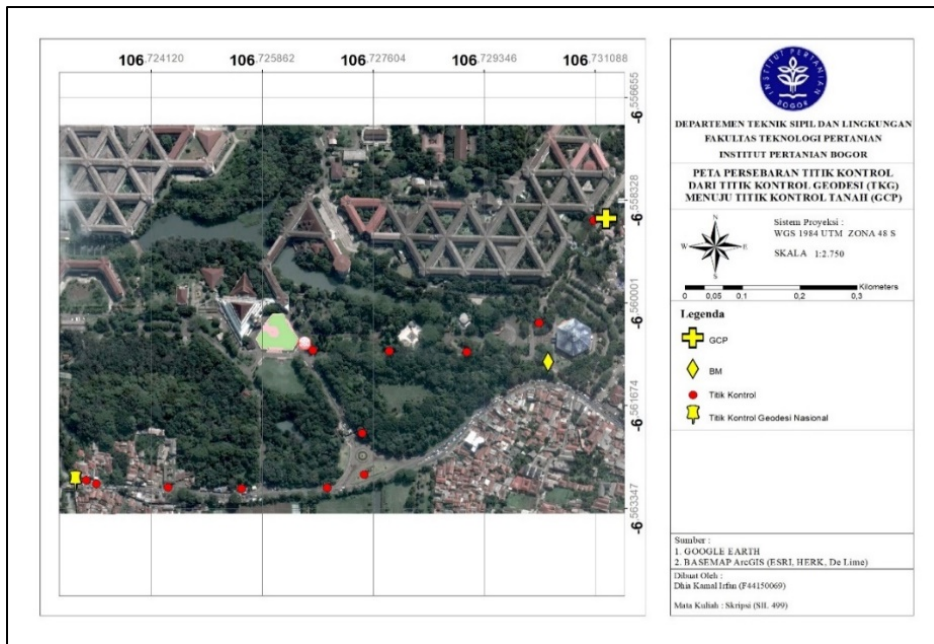 106.724120 106.725862 106.727604 106.729346 106.731088
-6.556655
-6.558328
-6.560001
-6.561674
-6.563347
INSTITUT PERTANIAN
BOGOR
DEPARTEMEN TEKNIK SIPIL DAN LINGKUNGAN
FAKULTAS TEKNOLOGI PERTANIAN
INSTITUT PERTANIAN BOGOR
PETA PERSEBARAN TITIK KONTROL
DARI TITIK KONTROL GEODESI (TKG)
MENUJU TITIK KONTROL TANAH (GCP)
N
W E
S
Sistem Proyeksi :
WGS 1984 UTM ZONA 48 S
SKALA 1:2.750
Kilometers
0 0,05 0,1 0,2 0,3
Legenda
GCP
BM
Titik Kontrol
Titik Kontrol Geodesi Nasional
Sumber :
1. GOOGLE EARTH
2. BASEMAP ArcGIS (ESRI, HERK, De Lime)
Dibuat Oleh :
Dhia Kamal Irfan (F44150069)
Mata Kuliah : Skripsi (SIL 499)